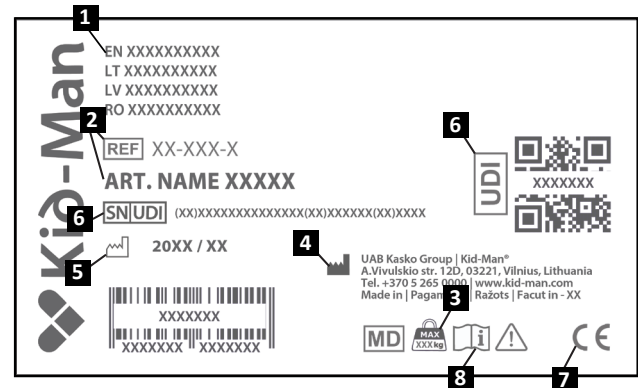 1
Kid-Man
EN XXXXXXXXXX
LT XXXXXXXXXX
LV XXXXXXXXXX
RO XXXXXXXXXX
2
REF XX-XXX-X
ART. NAME XXXXX
6
SN UDI (XX)XXXXXXXXXXXXXX(XX)XXXXXX(XX)XXXX
5
20XX / XX
XXXXXXX
XXXXXXX XXXXXXX
6
UDI
XXXXXXX
4
UAB Kasko Group | Kid-Man®
A.Vivulskio str. 12D, 03221, Vilnius, Lithuania
Tel. +370 5 265 0000 | www.kid-man.com
Made in | Ražots | Facut in - XX
3
MD MAX XXX kg i CE
8
7